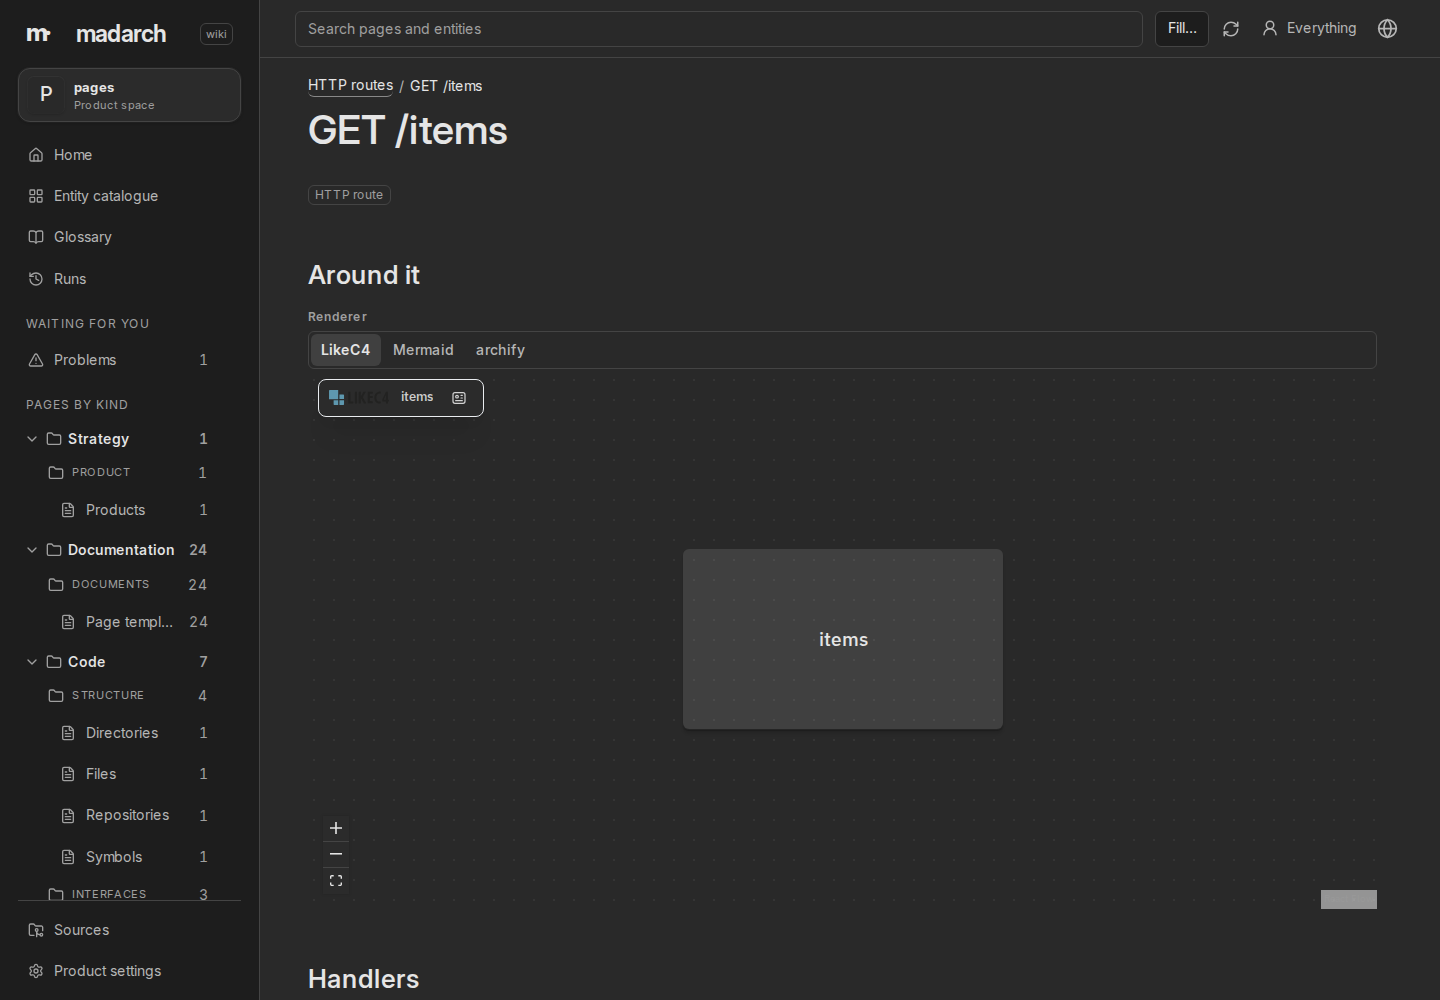 m madarch wiki
P pages
Product space
Home
Entity catalogue
Glossary
Runs
WAITING FOR YOU
Problems 1
PAGES BY KIND
Strategy 1
PRODUCT 1
Products 1
Documentation 24
DOCUMENTS 24
Page templ... 24
Code 7
STRUCTURE 4
Directories 1
Files 1
Repositories 1
Symbols 1
INTERFACES 3
Sources
Product settings
Search pages and entities
Fill...
Everything
HTTP routes / GET /items
GET /items
HTTP route
Around it
Renderer
LikeC4 Mermaid archify
LIKEC4 items
items
Handlers